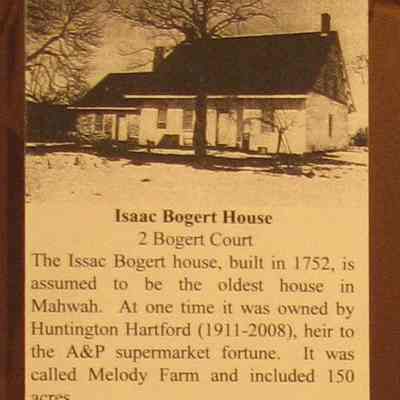 Isaac Bogert House
2 Bogert Court
The Issac Bogert house, built in 1752, is
assumed to be the oldest house in
Mahwah. At one time it was owned by
Huntington Hartford (1911-2008), heir to
the A&P supermarket fortune. It was
called Melody Farm and included 150
acres